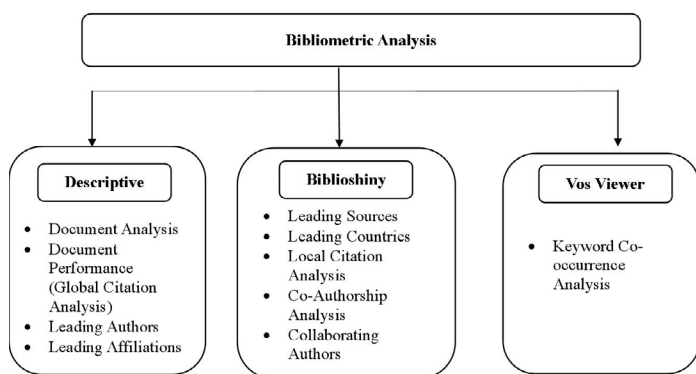 Bibliometric Analysis
Descriptive
• Document Analysis
• Document
Performance
(Global Citation
Analysis)
• Leading Authors
• Leading Affiliations
Biblioshiny
• Leading Sources
• Leading Countries
• Local Citation
Analysis
• Co-Authorship
Analysis
• Collaborating
Authors
Vos Viewer
• Keyword Co-
occurrence
Analysis